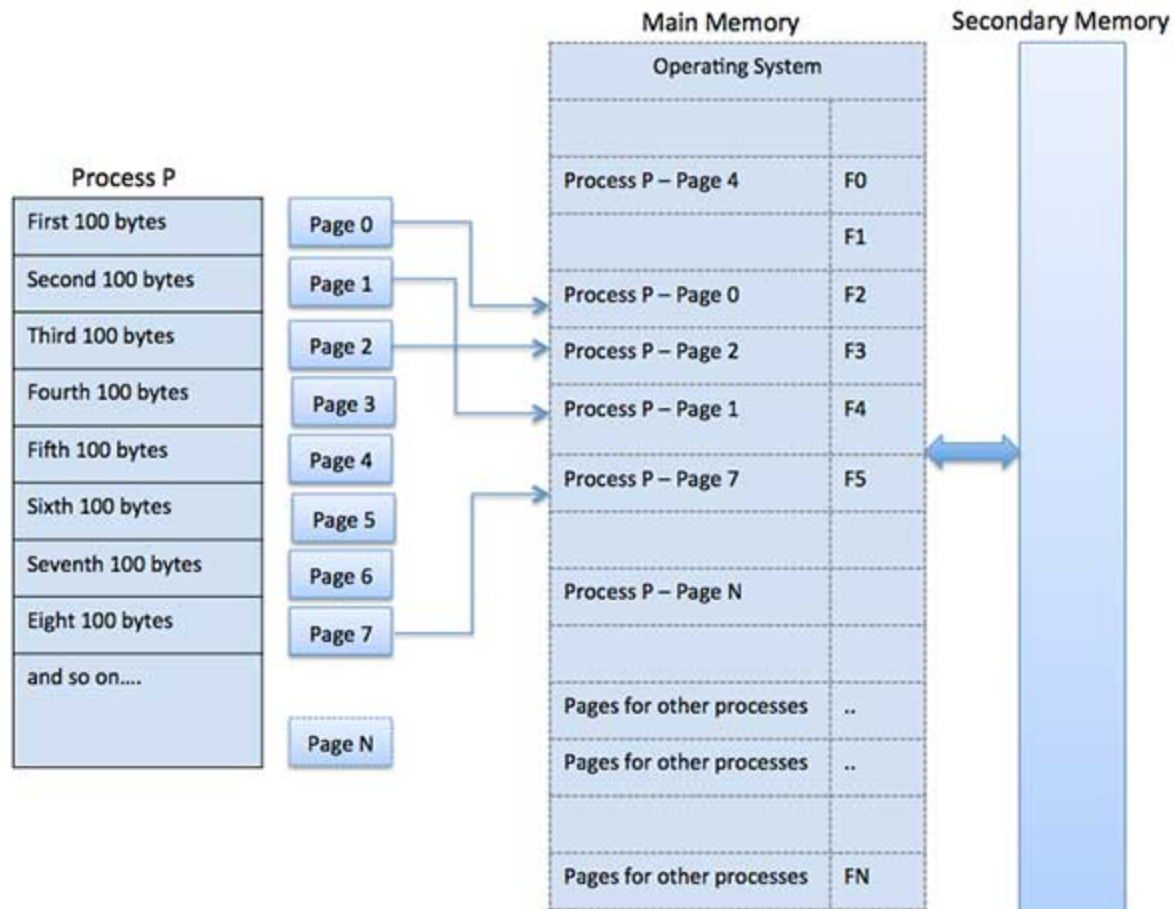 Main Memory
Secondary Memory
Operating System
Process P
First 100 bytes
Second 100 bytes
Third 100 bytes
Fourth 100 bytes
Fifth 100 bytes
Sixth 100 bytes
Seventh 100 bytes
Eight 100 bytes
and so on....
Page 0
Page 1
Page 2
Page 3
Page 4
Page 5
Page 6
Page 7
Page N
Process P – Page 4 F0
F1
Process P – Page 0 F2
Process P – Page 2 F3
Process P – Page 1 F4
Process P – Page 7 F5
Process P – Page N
Pages for other processes ..
Pages for other processes ..
Pages for other processes FN